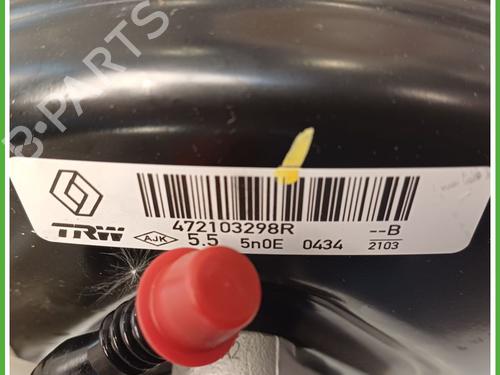 B-PARTS
472103298R
--B
TRW AJK 5.5 5n0E 0434 2103